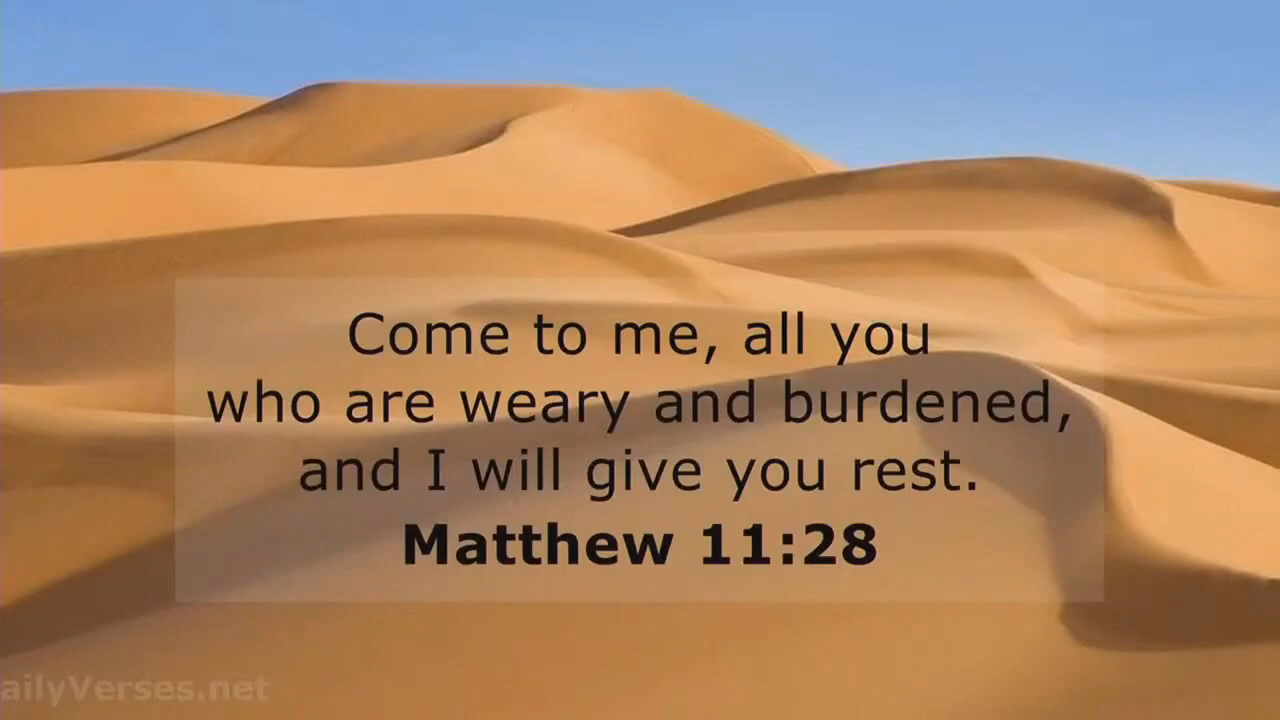 Come to me, all you
who are weary and burdened,
and I will give you rest.
Matthew 11:28
ailyVerses.net